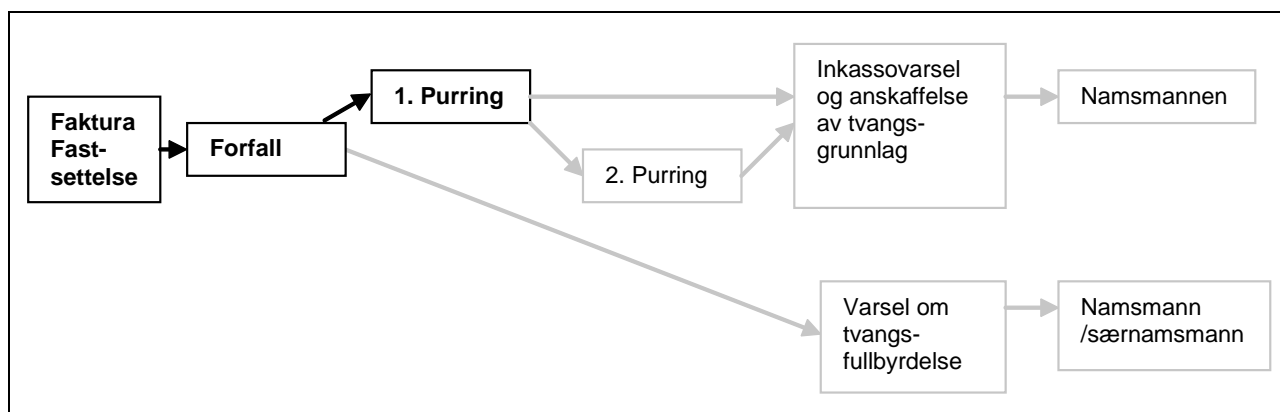 Faktura
Fast-
settelse
Forfall
1. Purring
2. Purring
Inkassovarsel
og anskaffelse
av tvangs-
grunnlag
Namsmannen
Varsel om
tvangs-
fullbyrdelse
Namsmann
/særnamsmann